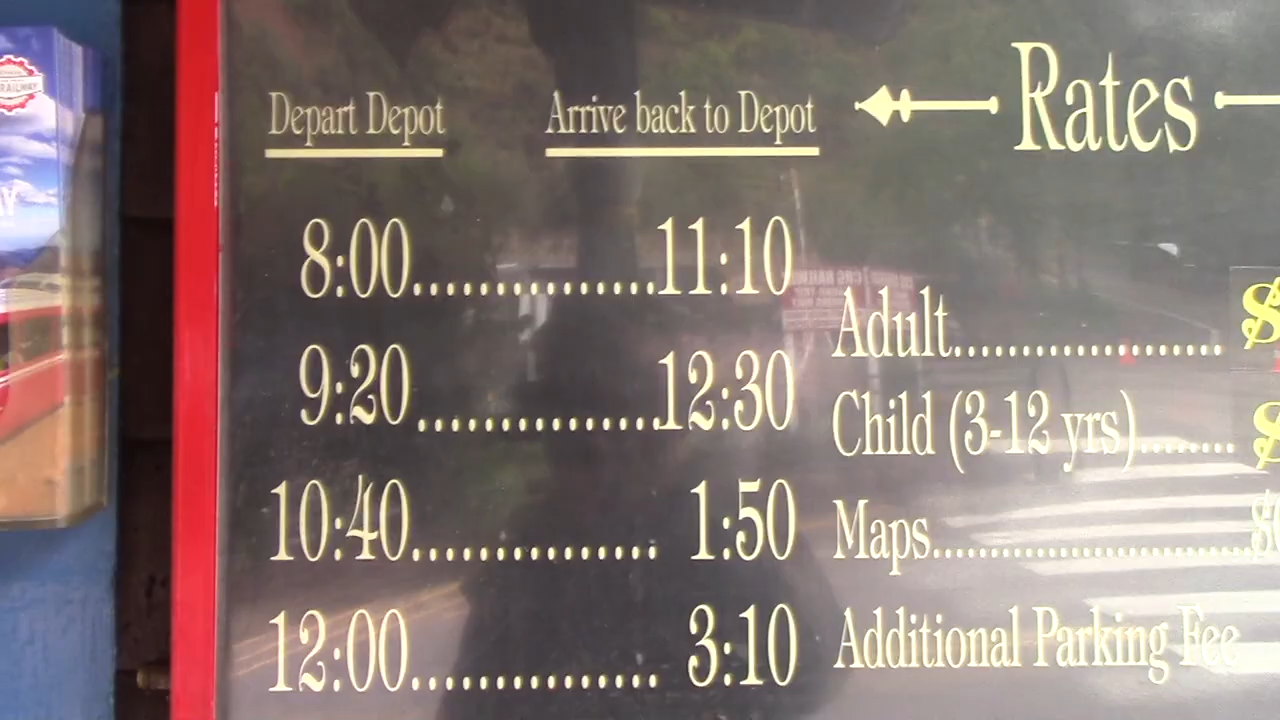 RAILWAY
Depart Depot
Arrive back to Depot
Rates
8:00..............11:10
9:20..............12:30
10:40.............. 1:50
12:00.............. 3:10
Adult.................... $
Child (3-12 yrs)........ $
Maps........................$
Additional Parking Fee